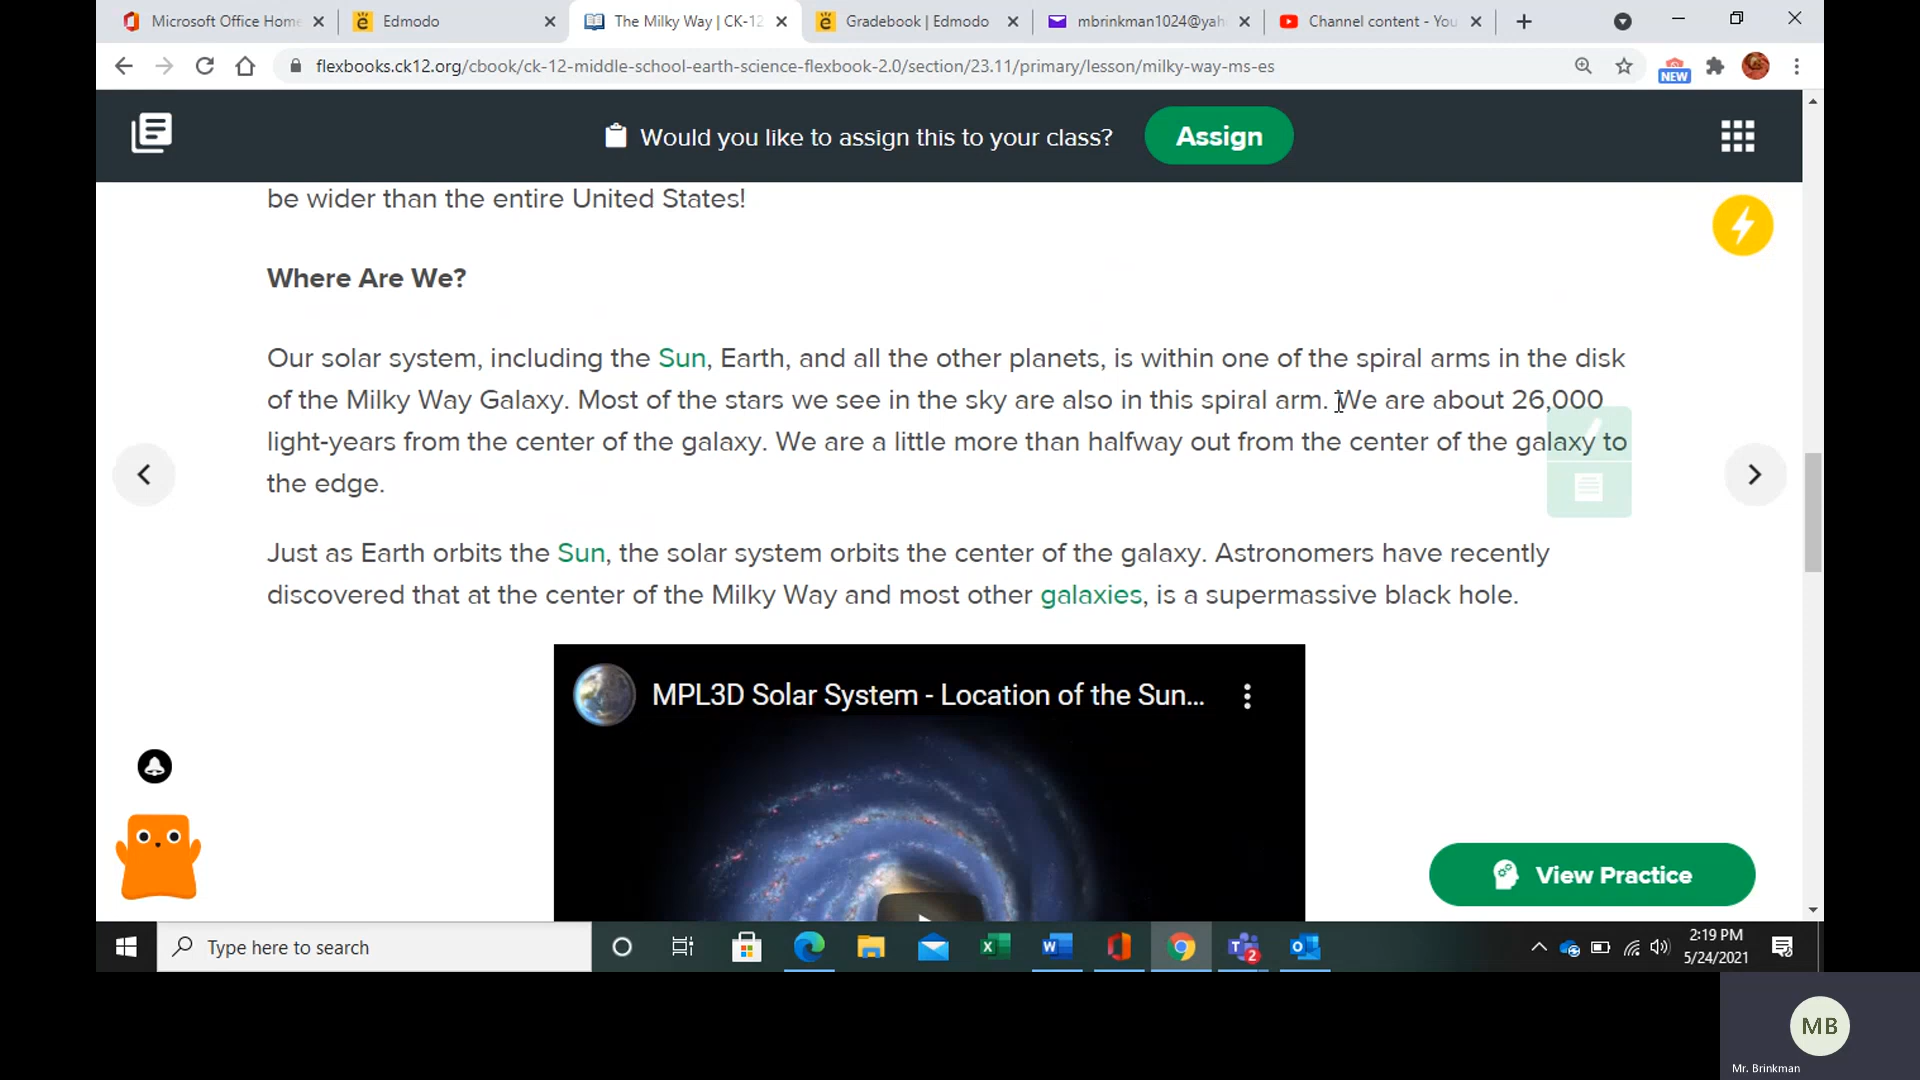 Microsoft Office Home
Edmodo
The Milky Way | CK-12
Gradebook | Edmodo
mbrinkman1024@yah
Channel content - You
flexbooks.ck12.org/cbook/ck-12-middle-school-earth-science-flexbook-2.0/section/23.11/primary/lesson/milky-way-ms-es
NEW
Would you like to assign this to your class?
Assign
be wider than the entire United States!
Where Are We?
Our solar system, including the Sun, Earth, and all the other planets, is within one of the spiral arms in the disk
of the Milky Way Galaxy. Most of the stars we see in the sky are also in this spiral arm. We are about 26,000
light-years from the center of the galaxy. We are a little more than halfway out from the center of the galaxy to
the edge.
Just as Earth orbits the Sun, the solar system orbits the center of the galaxy. Astronomers have recently
discovered that at the center of the Milky Way and most other galaxies, is a supermassive black hole.
MPL3D Solar System - Location of the Sun...
View Practice
Type here to search
2
2:19 PM
5/24/2021
MB
Mr. Brinkman